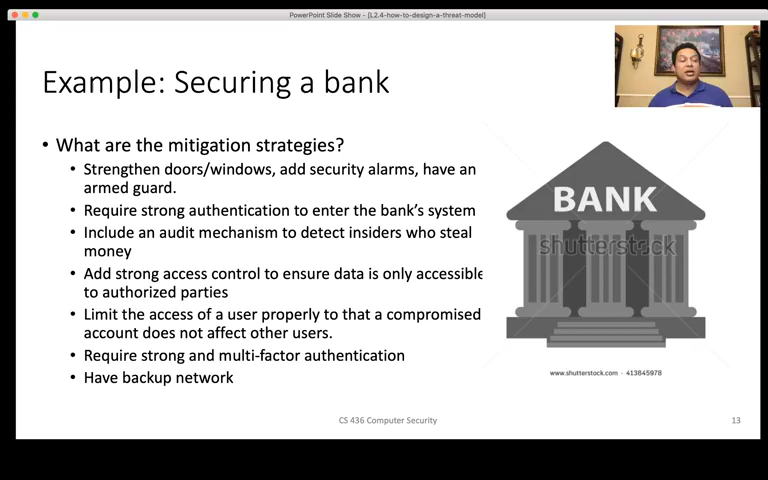 PowerPoint Slide Show - [L2.4-how-to-design-a-threat-model]
Example: Securing a bank
• What are the mitigation strategies?
• Strengthen doors/windows, add security alarms, have an
armed guard.
• Require strong authentication to enter the bank's system
• Include an audit mechanism to detect insiders who steal
money
• Add strong access control to ensure data is only accessible
to authorized parties
• Limit the access of a user properly to that a compromised
account does not affect other users.
• Require strong and multi-factor authentication
• Have backup network
BANK
shutterstock
www.shutterstock.com · 413845978
CS 436 Computer Security
13